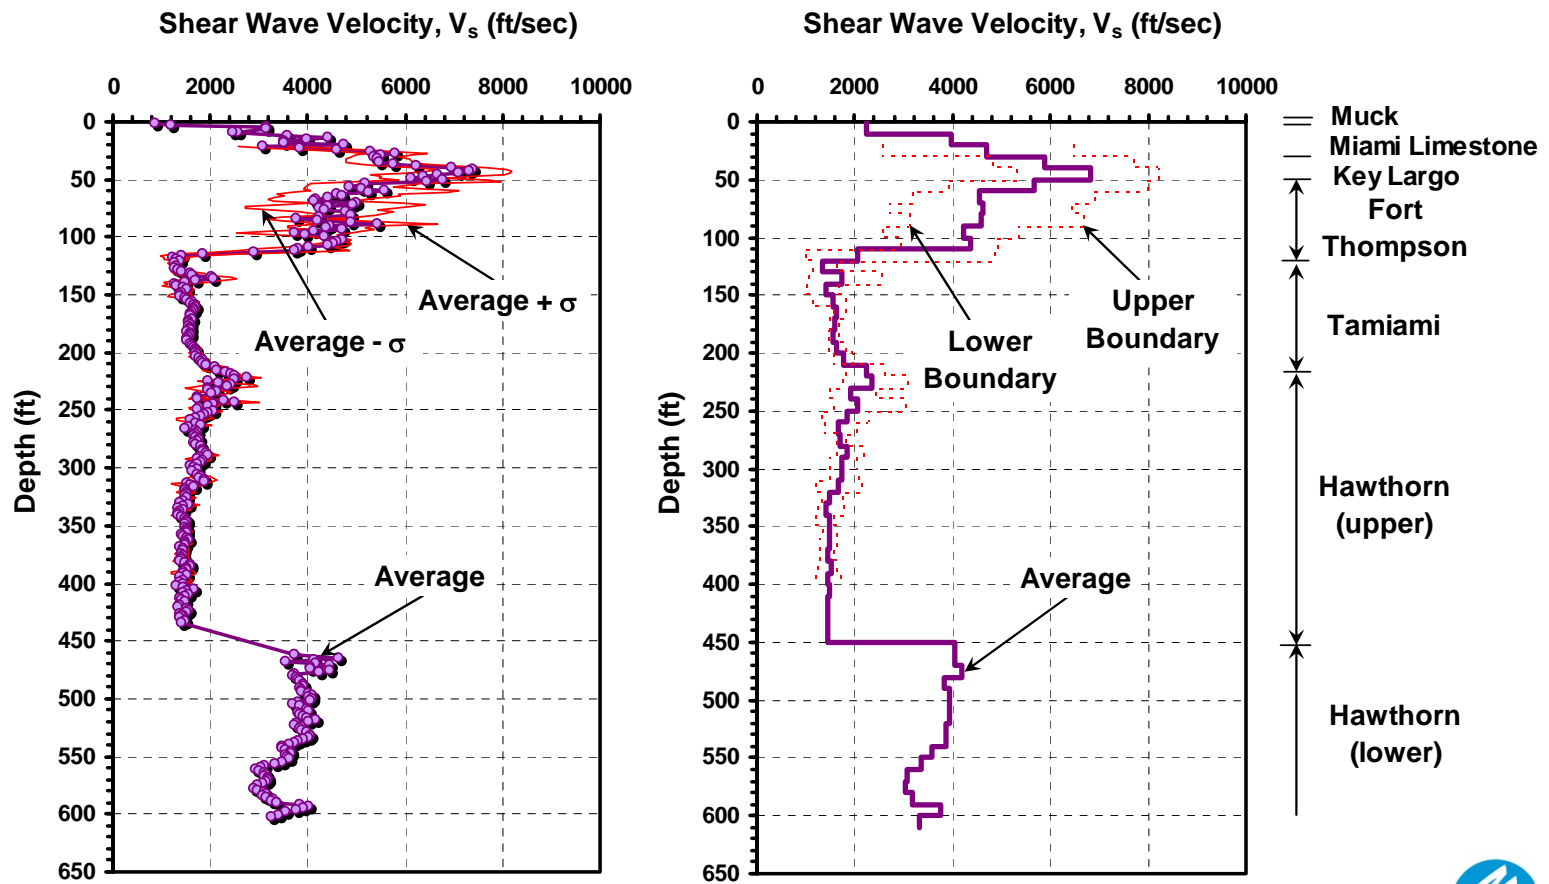 Shear Wave Velocity, Vs (ft/sec)
0 2000 4000 6000 8000 10000
0
50
100
150
200
250
300
350
400
450
500
550
600
650
Depth (ft)
Average + σ
Average - σ
Average
Shear Wave Velocity, Vs (ft/sec)
0 2000 4000 6000 8000 10000
0
50
100
150
200
250
300
350
400
450
500
550
600
650
Depth (ft)
Upper
Boundary
Lower
Boundary
Average
Muck
Miami Limestone
Key Largo
Fort
Thompson
Tamiami
Hawthorn
(upper)
Hawthorn
(lower)